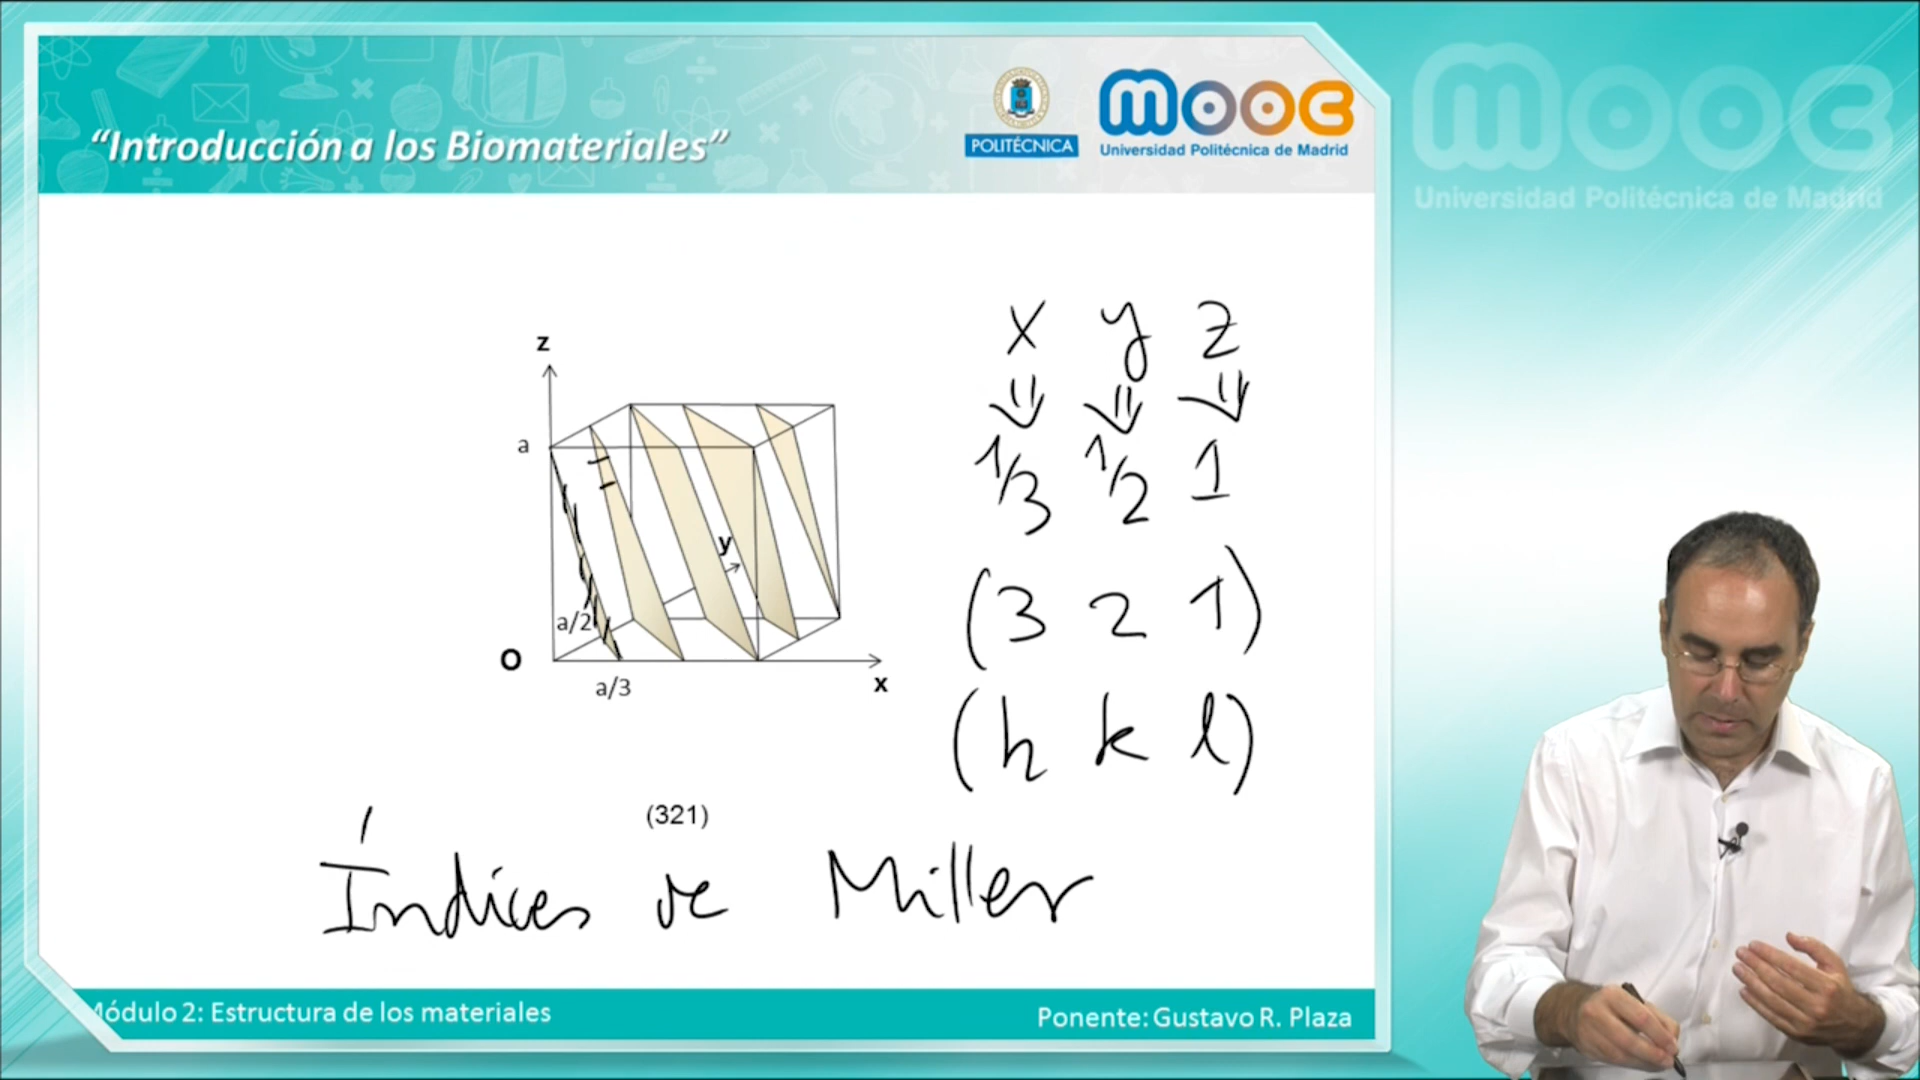 “Introducción a los Biomateriales”
POLITÉCNICA
mooc
Universidad Politécnica de Madrid
mooc
Universidad Politécnica de Madrid
x y z
z
a
1/3 1/2 1
y
(3 2 1)
a/2
O
a/3
x
(h k l)
(321)
Índices de Miller
Módulo 2: Estructura de los materiales
Ponente: Gustavo R. Plaza